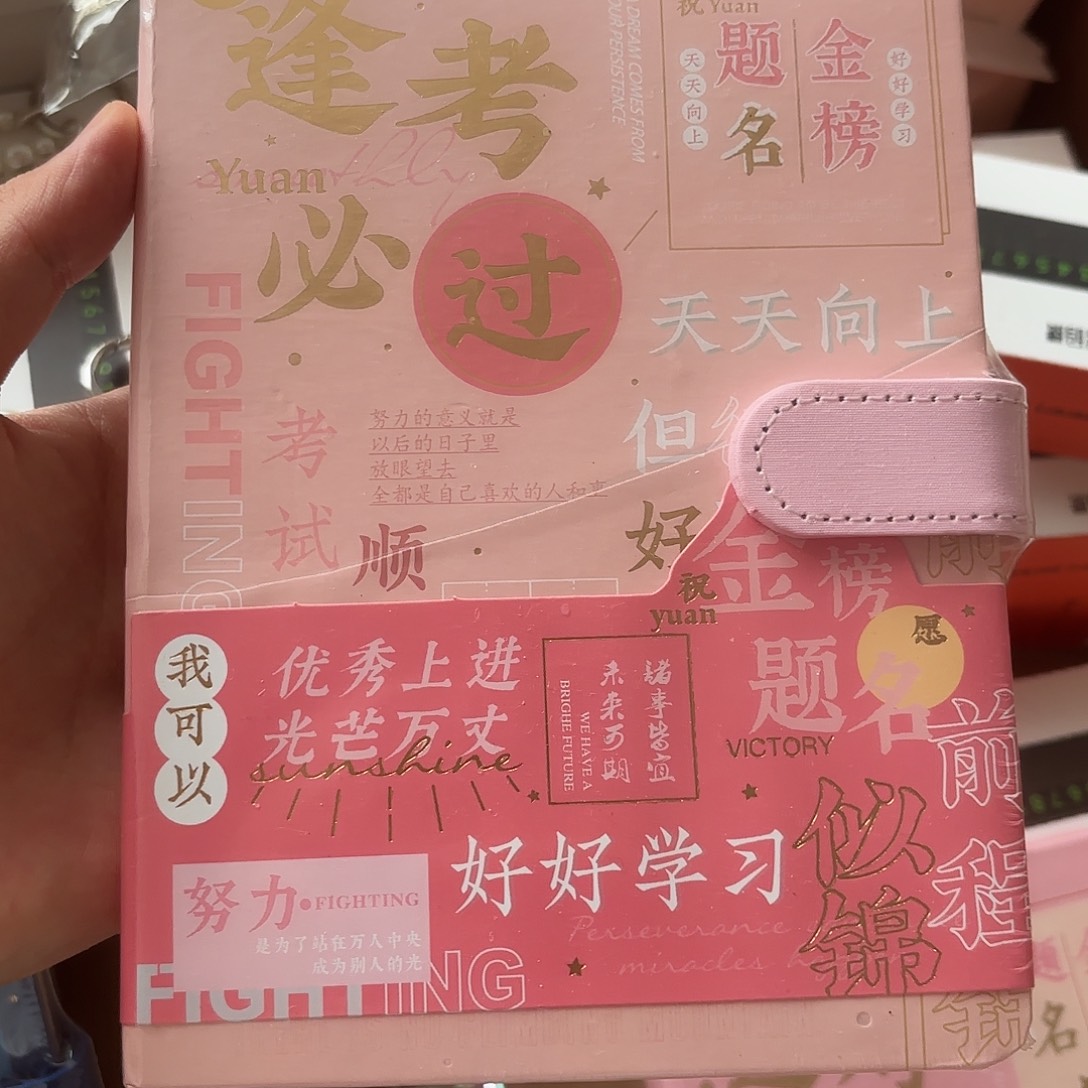 逢考
Yuan
必过
FIGHTING
祝Yuan
金榜
题名
好好学习
天天向上
天天向上
但
好
考试
顺
努力的意义就是
以后的日子里
放眼望去
全都是自己喜欢的人和事
我可以
优秀上进
光芒万丈
sunshine
诸事皆宜
未来可期
WE HAVE A
BRIGHE FUTURE
祝
yuan
金榜
题名
愿
VICTORY
前程
似锦
好好学习
努力·FIGHTING
是为了站在万人中央
成为别人的光
Perseverance
miracles
FIGHTING